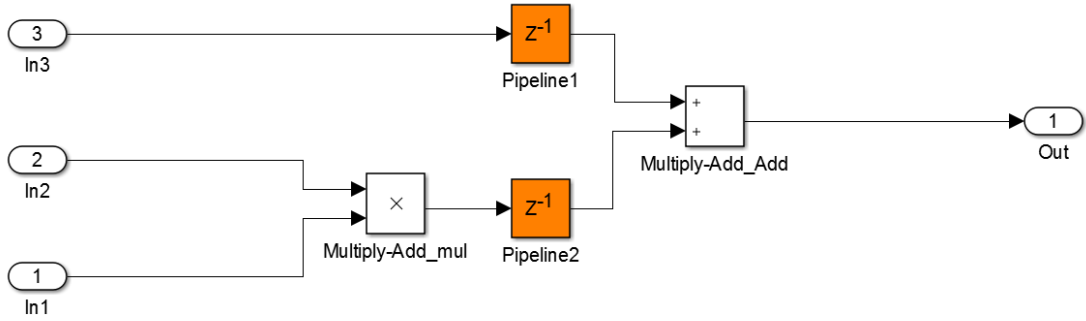 3
In3
Z-1
Pipeline1
+
+
Multiply-Add_Add
1
Out
2
In2
×
Multiply-Add_mul
Z-1
Pipeline2
1
In1